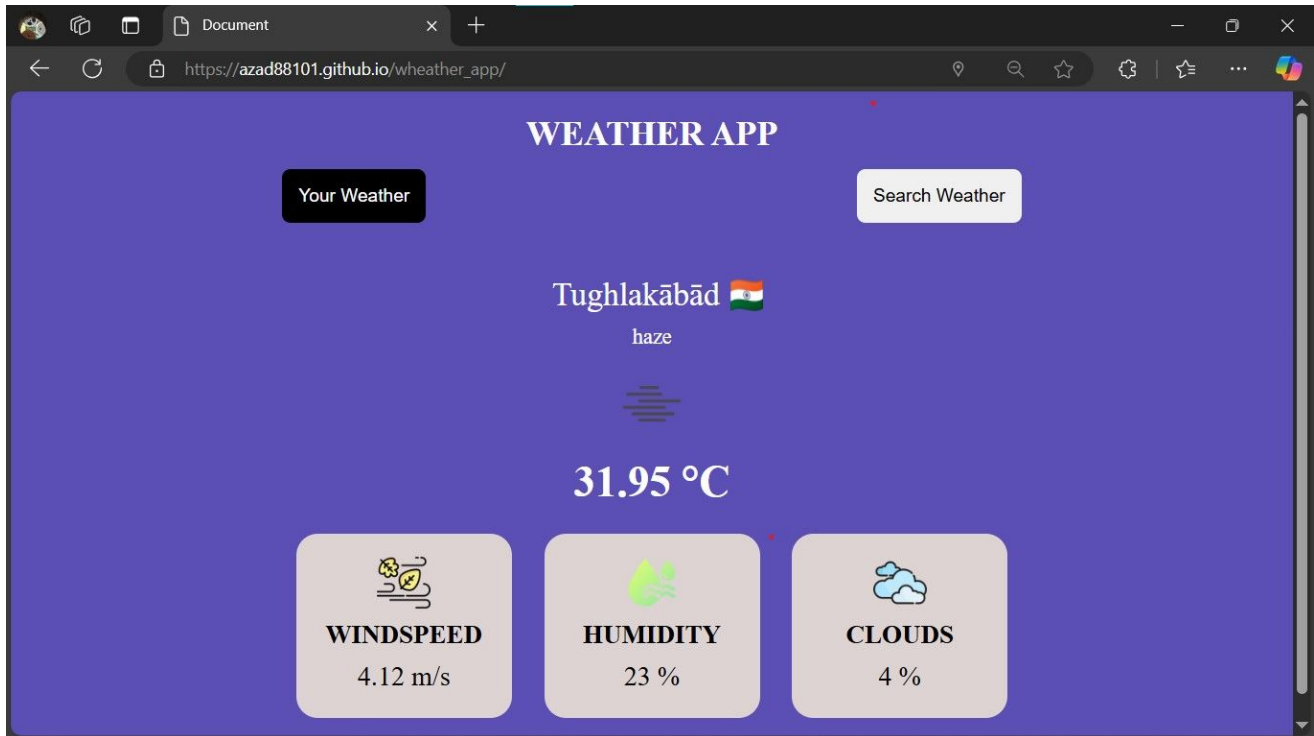 Document
https://azad88101.github.io/wheather_app/
WEATHER APP
Your Weather
Search Weather
Tughlakābād
haze
31.95 °C
WINDSPEED
HUMIDITY
CLOUDS
4.12 m/s
23 %
4 %